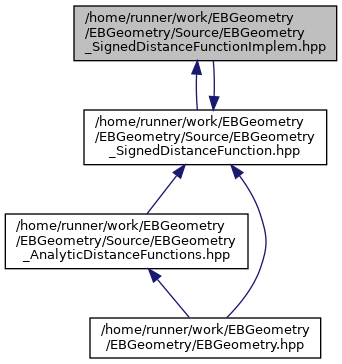 /home/runner/work/EBGeometry
/EBGeometry/Source/EBGeometry
_SignedDistanceFunctionImplem.hpp
/home/runner/work/EBGeometry
/EBGeometry/Source/EBGeometry
_SignedDistanceFunction.hpp
/home/runner/work/EBGeometry
/EBGeometry/Source/EBGeometry
_AnalyticDistanceFunctions.hpp
/home/runner/work/EBGeometry
/EBGeometry/EBGeometry.hpp